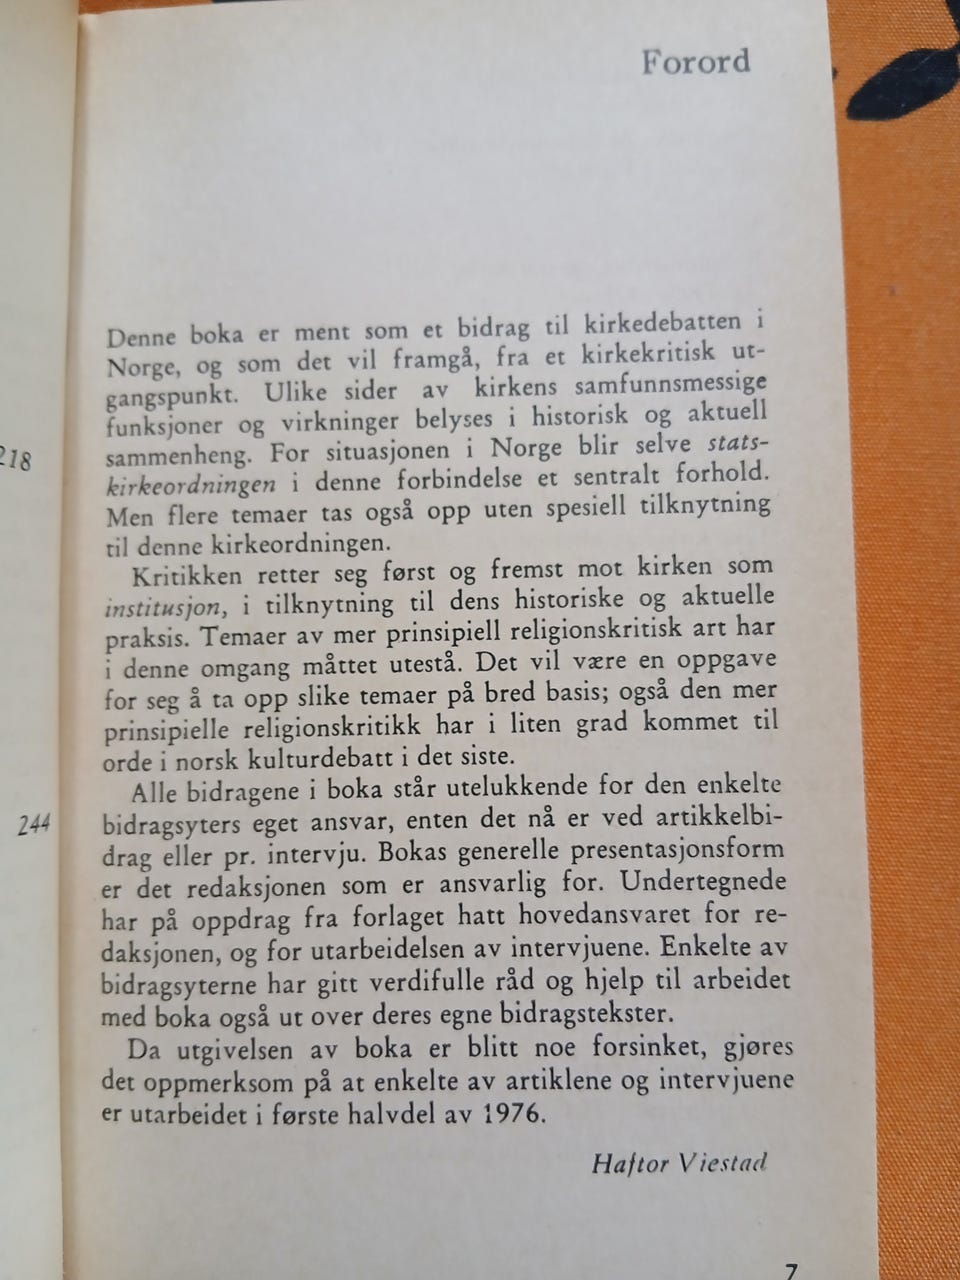 Forord
Denne boka er ment som et bidrag til kirkedebatten i
Norge, og som det vil framgå, fra et kirkekritisk ut-
gangspunkt. Ulike sider av kirkens samfunnsmessige
funksjoner og virkninger belyses i historisk og aktuell
sammenheng. For situasjonen i Norge blir selve stats-
kirkeordningen i denne forbindelse et sentralt forhold.
Men flere temaer tas også opp uten spesiell tilknytning
til denne kirkeordningen.
Kritikken retter seg først og fremst mot kirken som
institusjon, i tilknytning til dens historiske og aktuelle
praksis. Temaer av mer prinsipiell religionskritisk art har
i denne omgang måttet utestå. Det vil være en oppgave
for seg å ta opp slike temaer på bred basis; også den mer
prinsipielle religionskritikk har i liten grad kommet til
orde i norsk kulturdebatt i det siste.
Alle bidragene i boka står utelukkende for den enkelte
bidragsyters eget ansvar, enten det nå er ved artikkelbi-
drag eller pr. intervju. Bokas generelle presentasjonsform
er det redaksjonen som er ansvarlig for. Undertegnede
har på oppdrag fra forlaget hatt hovedansvaret for re-
daksjonen, og for utarbeidelsen av intervjuene. Enkelte av
bidragsyterne har gitt verdifulle råd og hjelp til arbeidet
med boka også ut over deres egne bidragstekster.
Da utgivelsen av boka er blitt noe forsinket, gjøres
det oppmerksom på at enkelte av artiklene og intervjuene
er utarbeidet i første halvdel av 1976.
Haftor Viestad
7
218
244